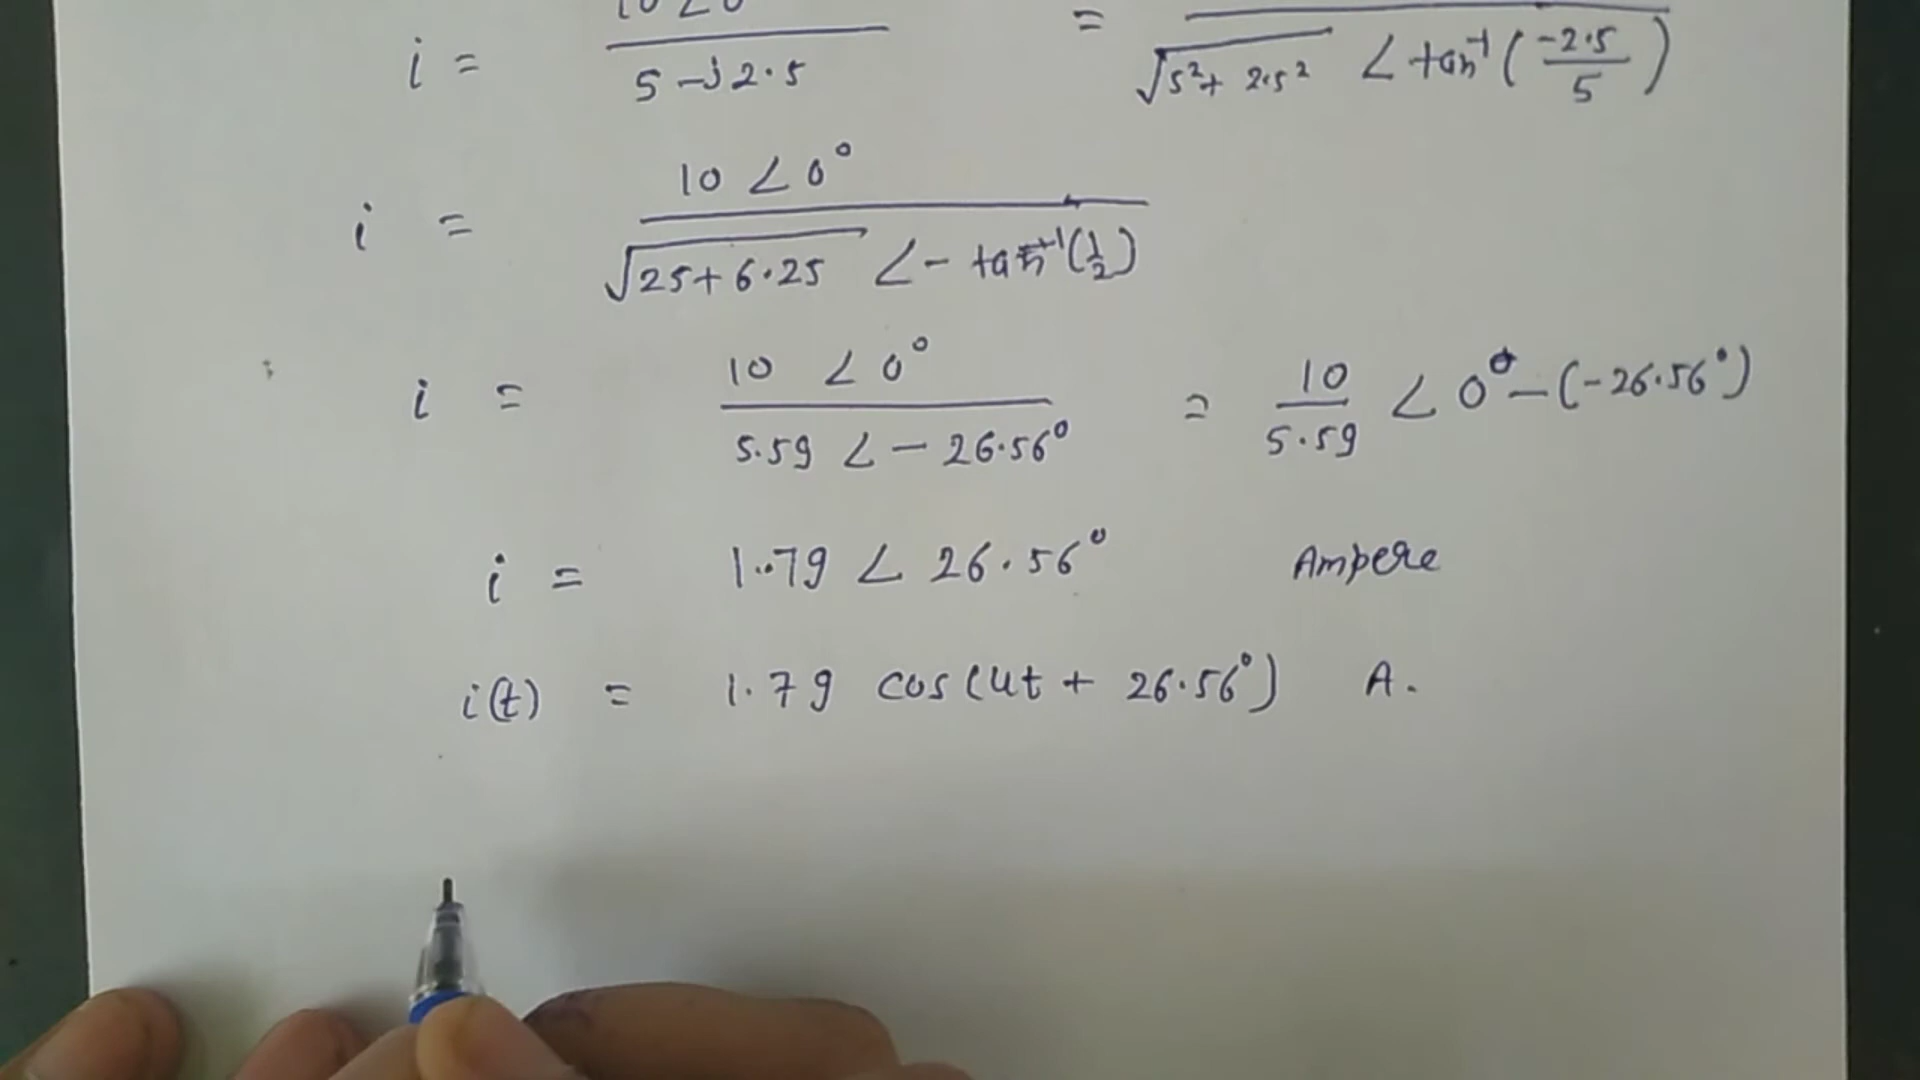 i = 10 ∠0 / 5 - j2.5 = / √5²+ 2.5² ∠tan⁻¹(-2.5/5)
i = 10 ∠0° / √25+6.25 ∠- tan⁻¹(1/2)
i = 10 ∠0° / 5.59 ∠- 26.56° = 10/5.59 ∠0° - (-26.56°)
i = 1.79 ∠26.56° Ampere
i(t) = 1.79 cos(4t + 26.56°) A.